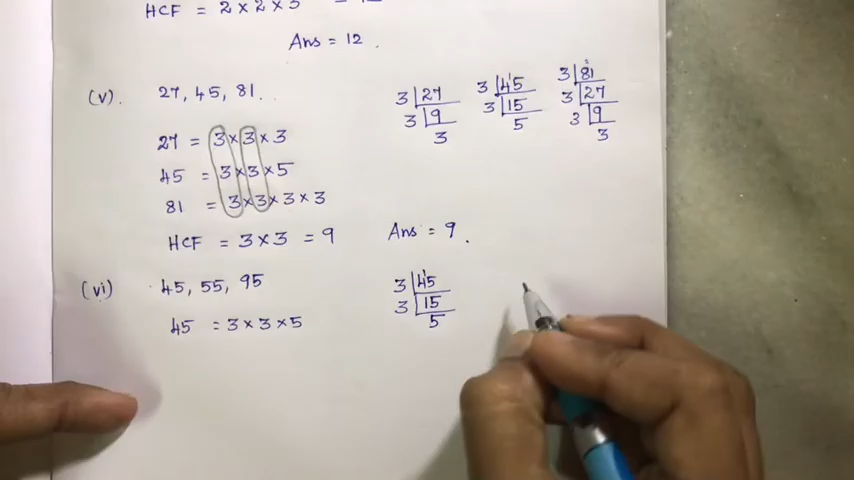 HCF = 2 × 2 × 3
Ans = 12.
(v). 27, 45, 81.
27 = 3 × 3 × 3
45 = 3 × 3 × 5
81 = 3 × 3 × 3 × 3
HCF = 3 × 3 = 9 Ans = 9.
3 | 27
3 | 9
3
3 | 45
3 | 15
5
3 | 81
3 | 27
3 | 9
3
(vi) 45, 55, 95
45 = 3 × 3 × 5
3 | 45
3 | 15
5